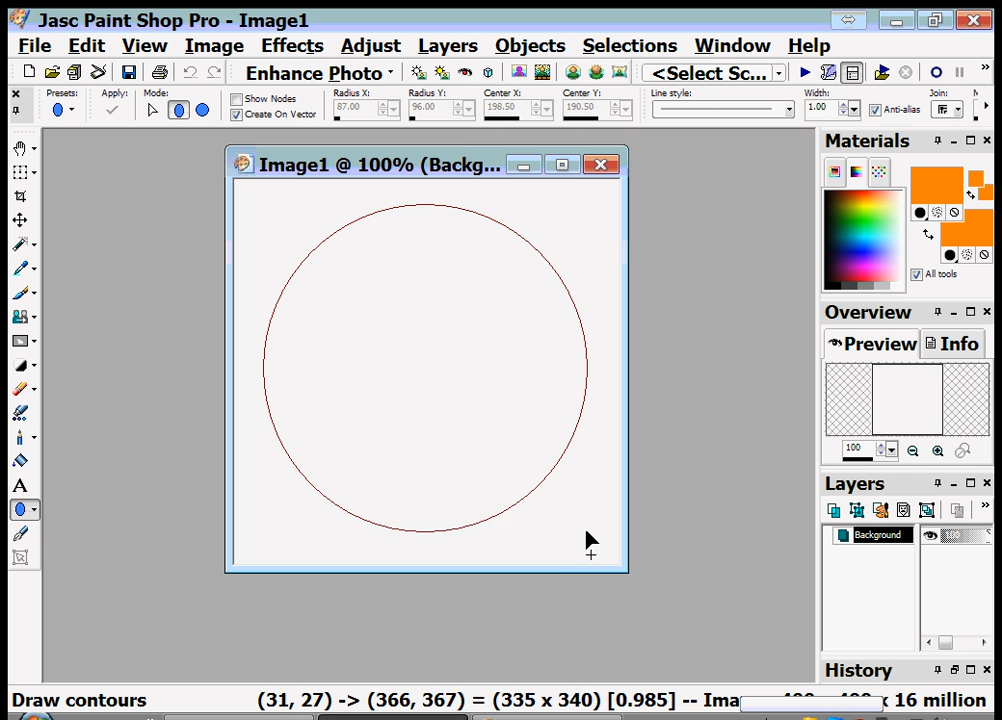 Jasc Paint Shop Pro - Image1
File Edit View Image Effects Adjust Layers Objects Selections Window Help
Enhance Photo <Select Sc...
Presets: Apply: Mode: Show Nodes Radius X: Radius Y: Center X: Center Y: Line style: Width: Join:
Create On Vector 87.00 96.00 198.50 190.50 1.00 Anti-alias
Materials
Image1 @ 100% (Backg...
All tools
Overview
Preview Info
100
Layers
Background 100
History
Draw contours (31, 27) -> (366, 367) = (335 x 340) [0.985] -- Ima x 16 million